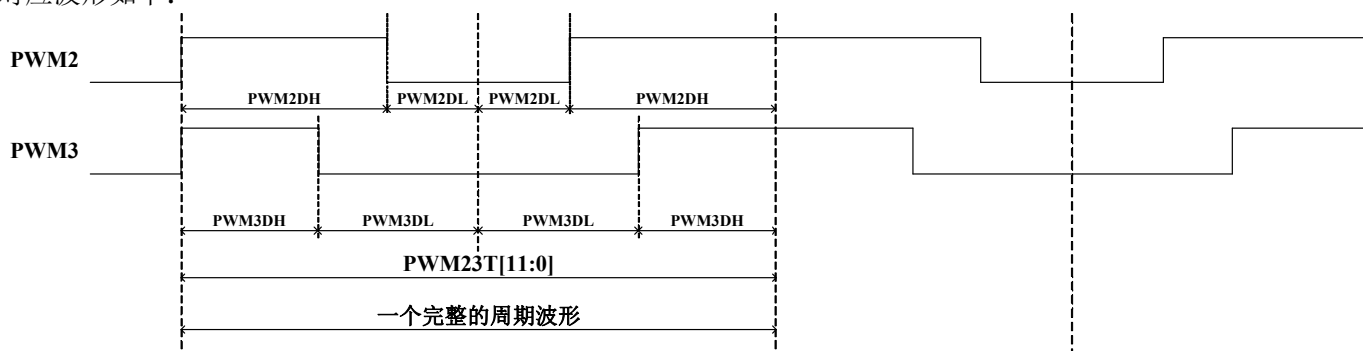 PWM2
PWM2DH PWM2DL PWM2DL PWM2DH
PWM3
PWM3DH PWM3DL PWM3DL PWM3DH
PWM23T[11:0]
一个完整的周期波形